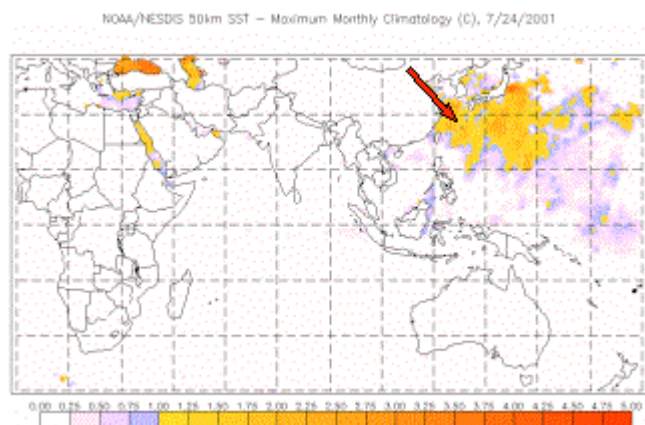 NOAA/NESDIS 50km SST - Maximum Monthly Climatology (C), 7/24/2001
0.00 0.25 0.50 0.75 1.00 1.25 1.50 1.75 2.00 2.25 2.50 2.75 3.00 3.25 3.50 3.75 4.00 4.25 4.50 4.75 5.00